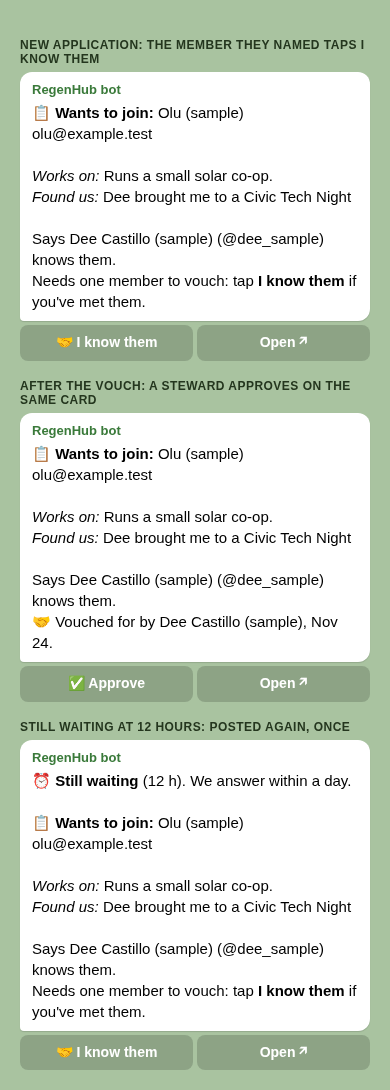 NEW APPLICATION: THE MEMBER THEY NAMED TAPS I
KNOW THEM
RegenHub bot
📋 Wants to join: Olu (sample)
olu@example.test
Works on: Runs a small solar co-op.
Found us: Dee brought me to a Civic Tech Night
Says Dee Castillo (sample) (@dee_sample)
knows them.
Needs one member to vouch: tap I know them if
you've met them.
🤝 I know them
Open
AFTER THE VOUCH: A STEWARD APPROVES ON THE
SAME CARD
RegenHub bot
📋 Wants to join: Olu (sample)
olu@example.test
Works on: Runs a small solar co-op.
Found us: Dee brought me to a Civic Tech Night
Says Dee Castillo (sample) (@dee_sample)
knows them.
🤝 Vouched for by Dee Castillo (sample), Nov
24.
✅ Approve
Open
STILL WAITING AT 12 HOURS: POSTED AGAIN, ONCE
RegenHub bot
⏰ Still waiting (12 h). We answer within a day.
📋 Wants to join: Olu (sample)
olu@example.test
Works on: Runs a small solar co-op.
Found us: Dee brought me to a Civic Tech Night
Says Dee Castillo (sample) (@dee_sample)
knows them.
Needs one member to vouch: tap I know them if
you've met them.
🤝 I know them
Open